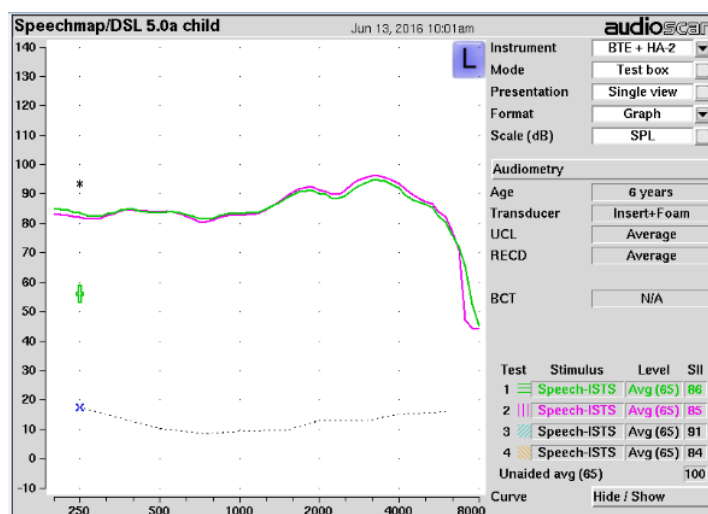 Speechmap/DSL 5.0a child
Jun 13, 2016 10:01am
audioscan
L
140
130
120
110
100
90
80
70
60
50
40
30
20
10
0
-10
250
500
1000
2000
4000
8000
Instrument BTE + HA-2
Mode Test box
Presentation Single view
Format Graph
Scale (dB) SPL
Audiometry
Age 6 years
Transducer Insert+Foam
UCL Average
RECD Average
BCT N/A
Test Stimulus Level SII
1 Speech-ISTS Avg (65) 86
2 Speech-ISTS Avg (65) 85
3 Speech-ISTS Avg (65) 91
4 Speech-ISTS Avg (65) 84
Unaided avg (65) 100
Curve Hide / Show